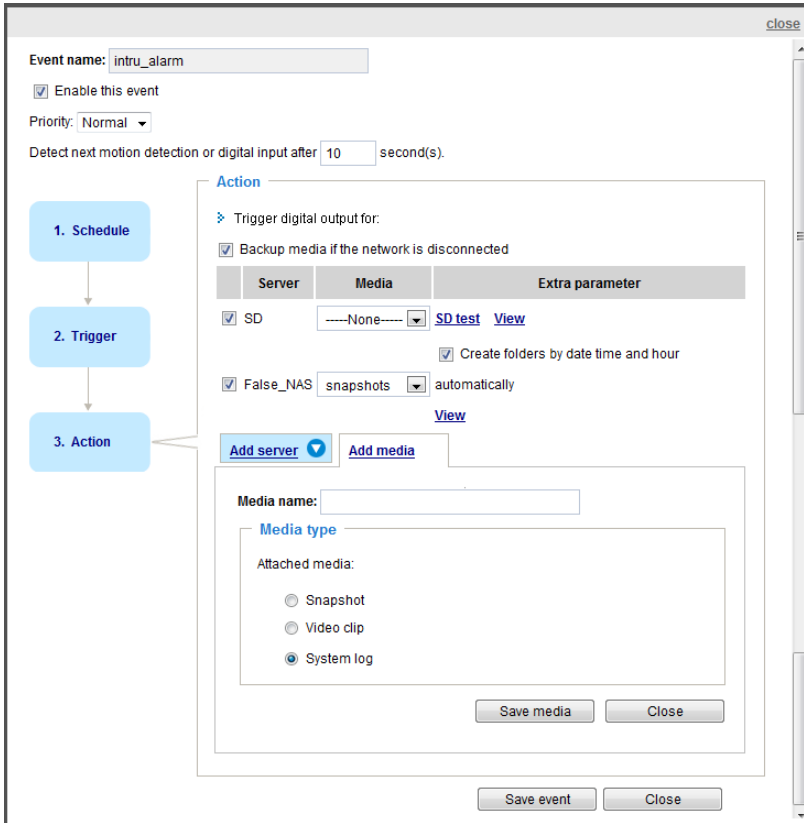 close
Event name: intru_alarm
Enable this event
Priority: Normal
Detect next motion detection or digital input after 10 second(s).
1. Schedule
2. Trigger
3. Action
Action
Trigger digital output for:
Backup media if the network is disconnected
Server Media Extra parameter
SD -----None----- SD test View
Create folders by date time and hour
False_NAS snapshots automatically
View
Add server Add media
Media name:
Media type
Attached media:
Snapshot
Video clip
System log
Save media Close
Save event Close